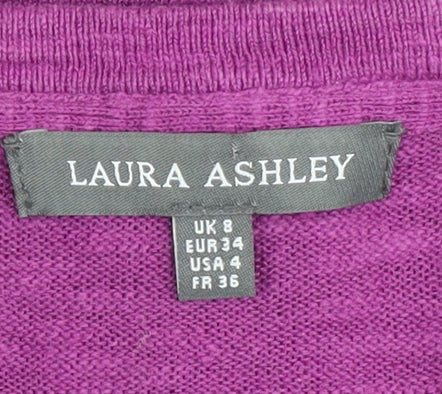 LAURA ASHLEY
UK 8
EUR 34
USA 4
FR 36